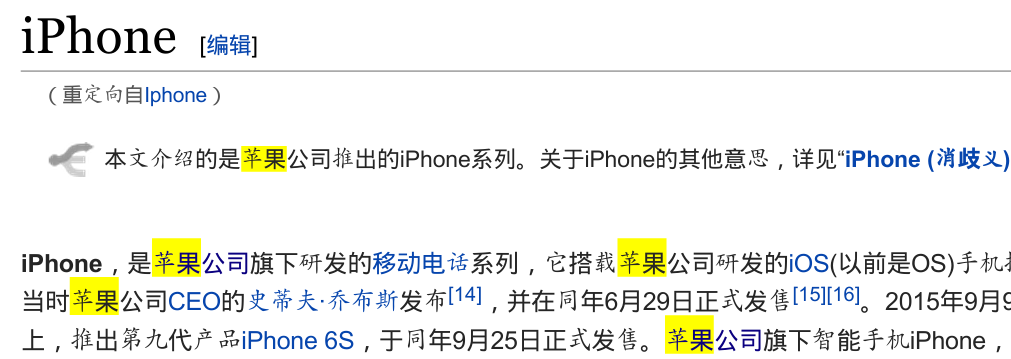 iPhone [编辑]
（重定向自Iphone）
本文介绍的是苹果公司推出的iPhone系列。关于iPhone的其他意思，详见“iPhone (消歧义)
iPhone，是苹果公司旗下研发的移动电话系列，它搭载苹果公司研发的iOS(以前是OS)手机
当时苹果公司CEO的史蒂夫·乔布斯发布[14]，并在同年6月29日正式发售[15][16]。2015年9月9
上，推出第九代产品iPhone 6S，于同年9月25日正式发售。苹果公司旗下智能手机iPhone，